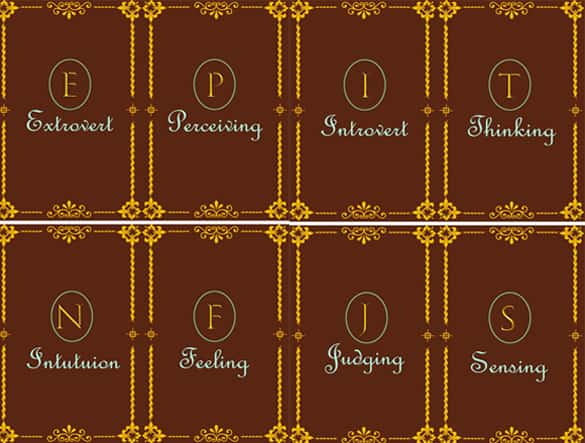 E
Extrovert
P
Perceiving
I
Introvert
T
Thinking
N
Intutuion
F
Feeling
J
Judging
S
Sensing